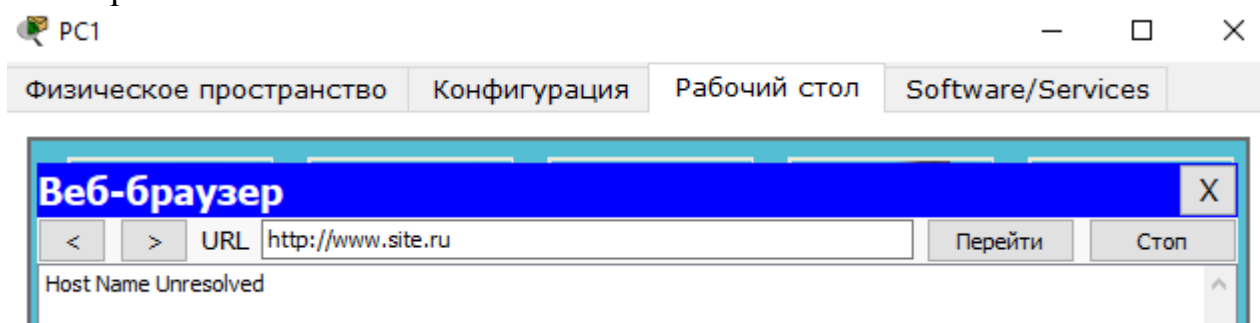 PC1
Физическое пространство Конфигурация Рабочий стол Software/Services
Веб-браузер X
< > URL http://www.site.ru Перейти Стоп
Host Name Unresolved